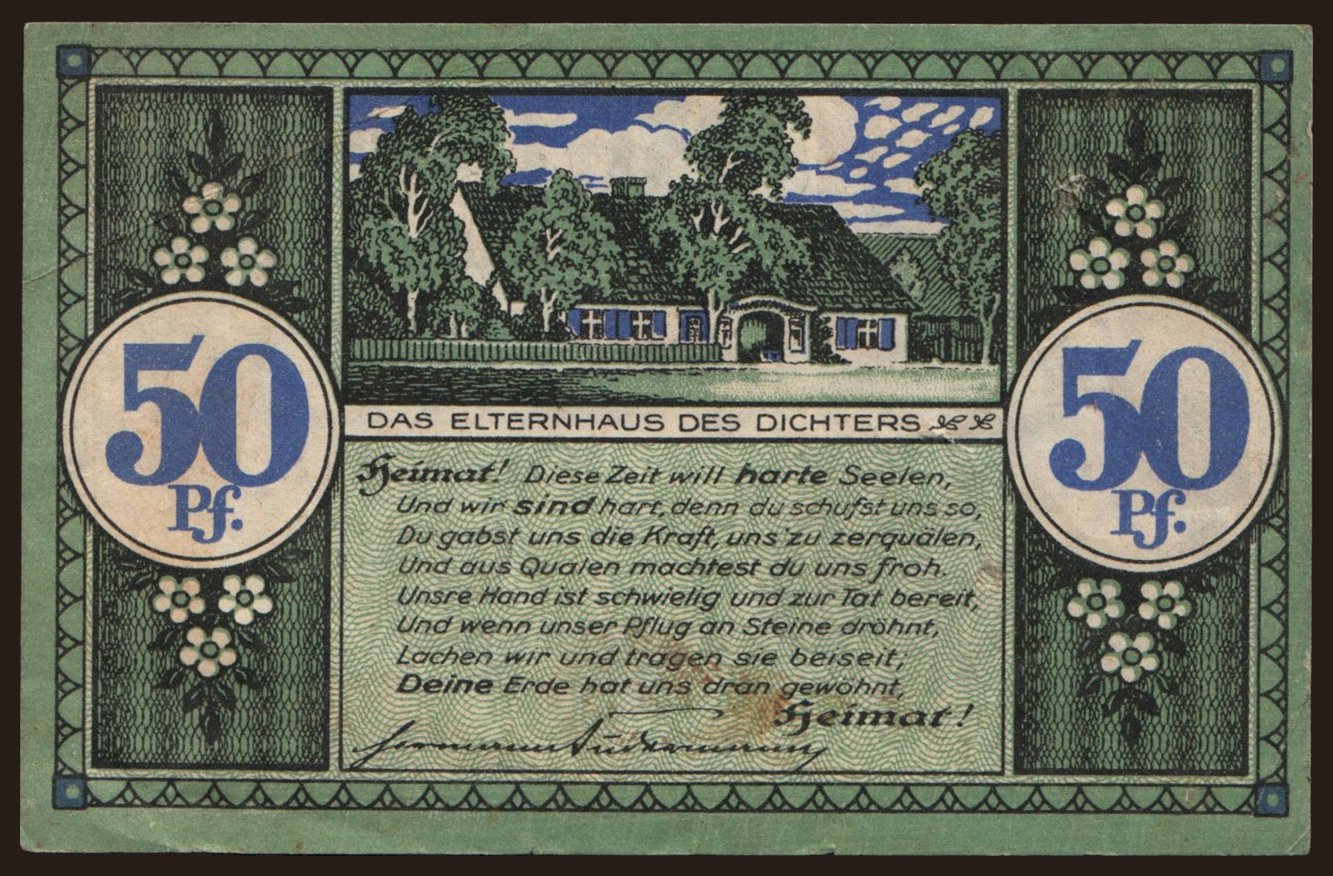 50
Pf.
50
Pf.
DAS ELTERNHAUS DES DICHTERS
Heimat! Diese Zeit will harte Seelen,
Und wir sind hart, denn du schufst uns so,
Du gabst uns die Kraft, uns zu zerquälen,
Und aus Qualen machtest du uns froh.
Unsre Hand ist schwielig und zur Tat bereit,
Und wenn unser Pflug an Steine dröhnt,
Lachen wir und tragen sie beiseit,
Deine Erde hat uns dran gewöhnt,
Heimat!
Hermann Sudermann